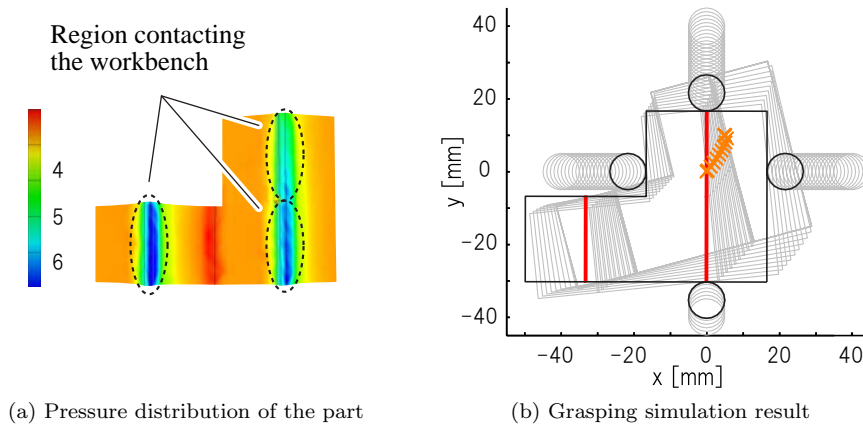 Region contacting
the workbench
4
5
6
40
20
0
-20
-40
y [mm]
-40 -20 0 20 40
x [mm]
(a) Pressure distribution of the part
(b) Grasping simulation result